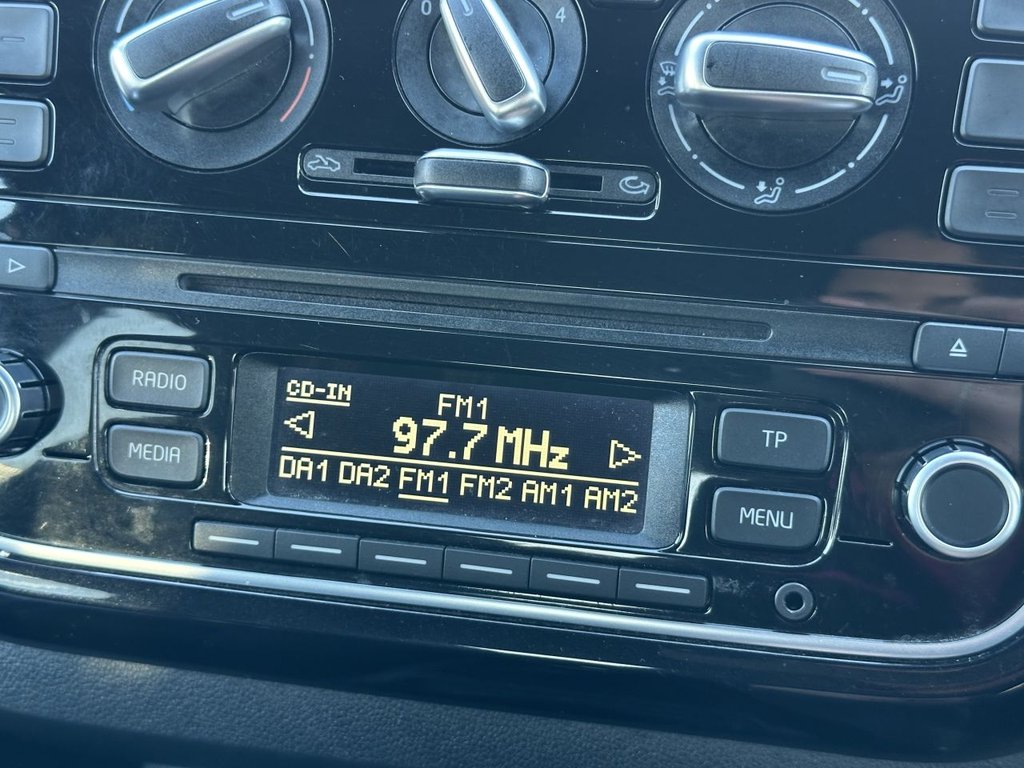 0 4
RADIO
MEDIA
CD-IN
FM1
97.7 MHz
DA1 DA2 FM1 FM2 AM1 AM2
TP
MENU